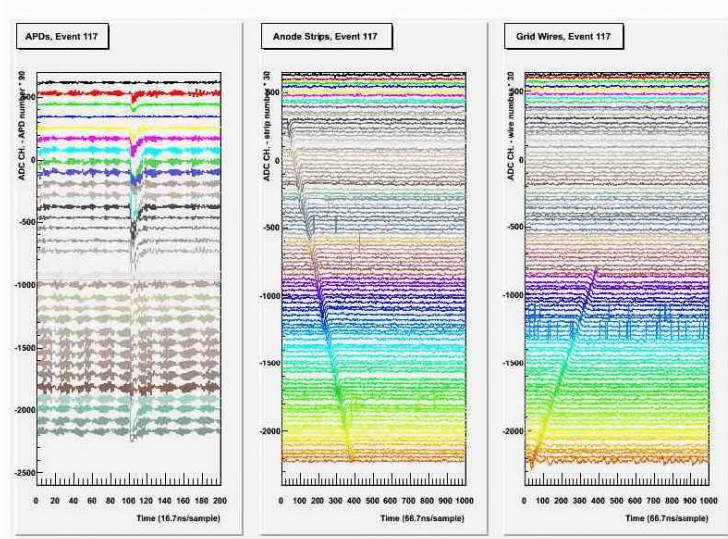 APDs, Event 117
ADC CH. - APD number * 90
500
0
-500
-1000
-1500
-2000
-2500
0 20 40 60 80 100 120 140 160 180 200
Time (16.7ns/sample)
Anode Strips, Event 117
ADC CH. - strip number * 30
500
0
-500
-1000
-1500
-2000
0 100 200 300 400 500 600 700 800 900 1000
Time (66.7ns/sample)
Grid Wires, Event 117
ADC CH. - wire number * 30
500
0
-500
-1000
-1500
-2000
0 100 200 300 400 500 600 700 800 900 1000
Time (66.7ns/sample)